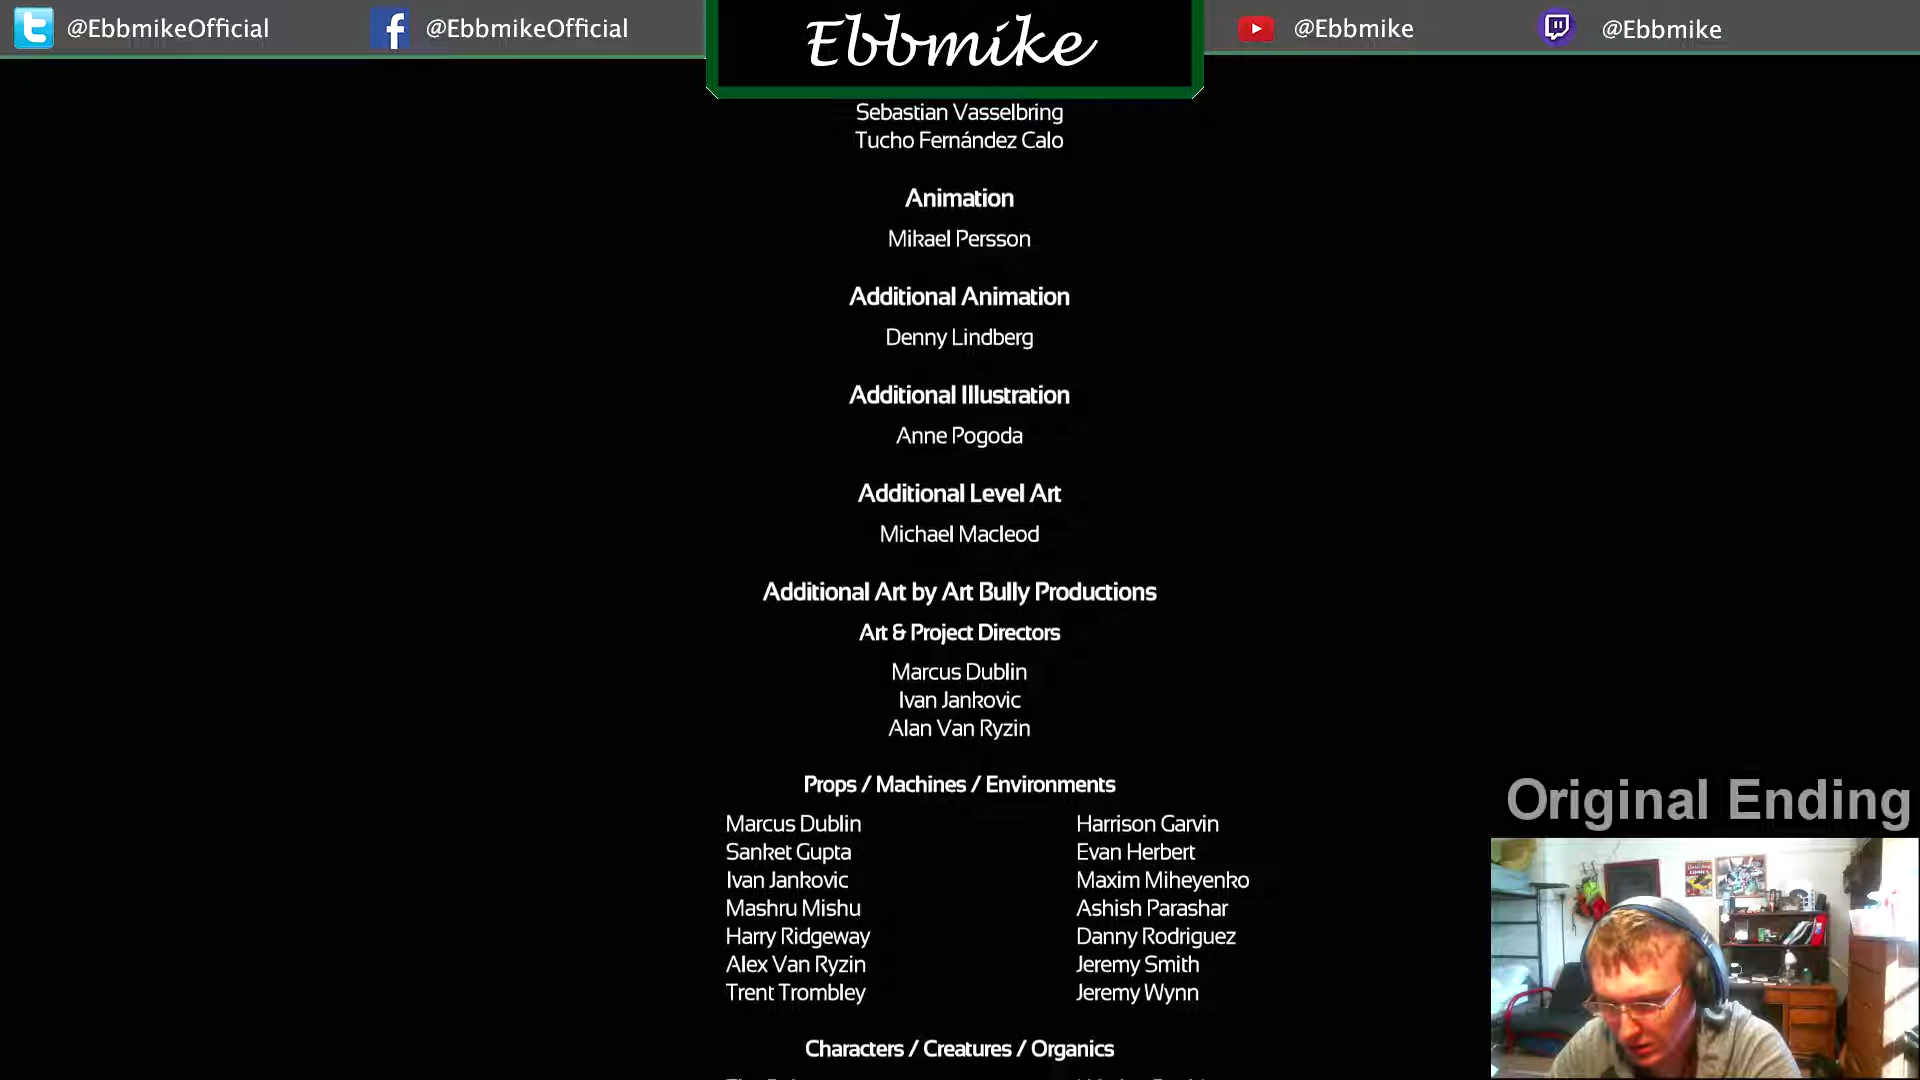 @EbbmikeOfficial
@EbbmikeOfficial
Ebbmike
@Ebbmike
@Ebbmike
Sebastian Vasselbring
Tucho Fernández Calo
Animation
Mikael Persson
Additional Animation
Denny Lindberg
Additional Illustration
Anne Pogoda
Additional Level Art
Michael Macleod
Additional Art by Art Bully Productions
Art & Project Directors
Marcus Dublin
Ivan Jankovic
Alan Van Ryzin
Props / Machines / Environments
Marcus Dublin
Sanket Gupta
Ivan Jankovic
Mashru Mishu
Harry Ridgeway
Alex Van Ryzin
Trent Trombley
Harrison Garvin
Evan Herbert
Maxim Miheyenko
Ashish Parashar
Danny Rodriguez
Jeremy Smith
Jeremy Wynn
Characters / Creatures / Organics
Original Ending